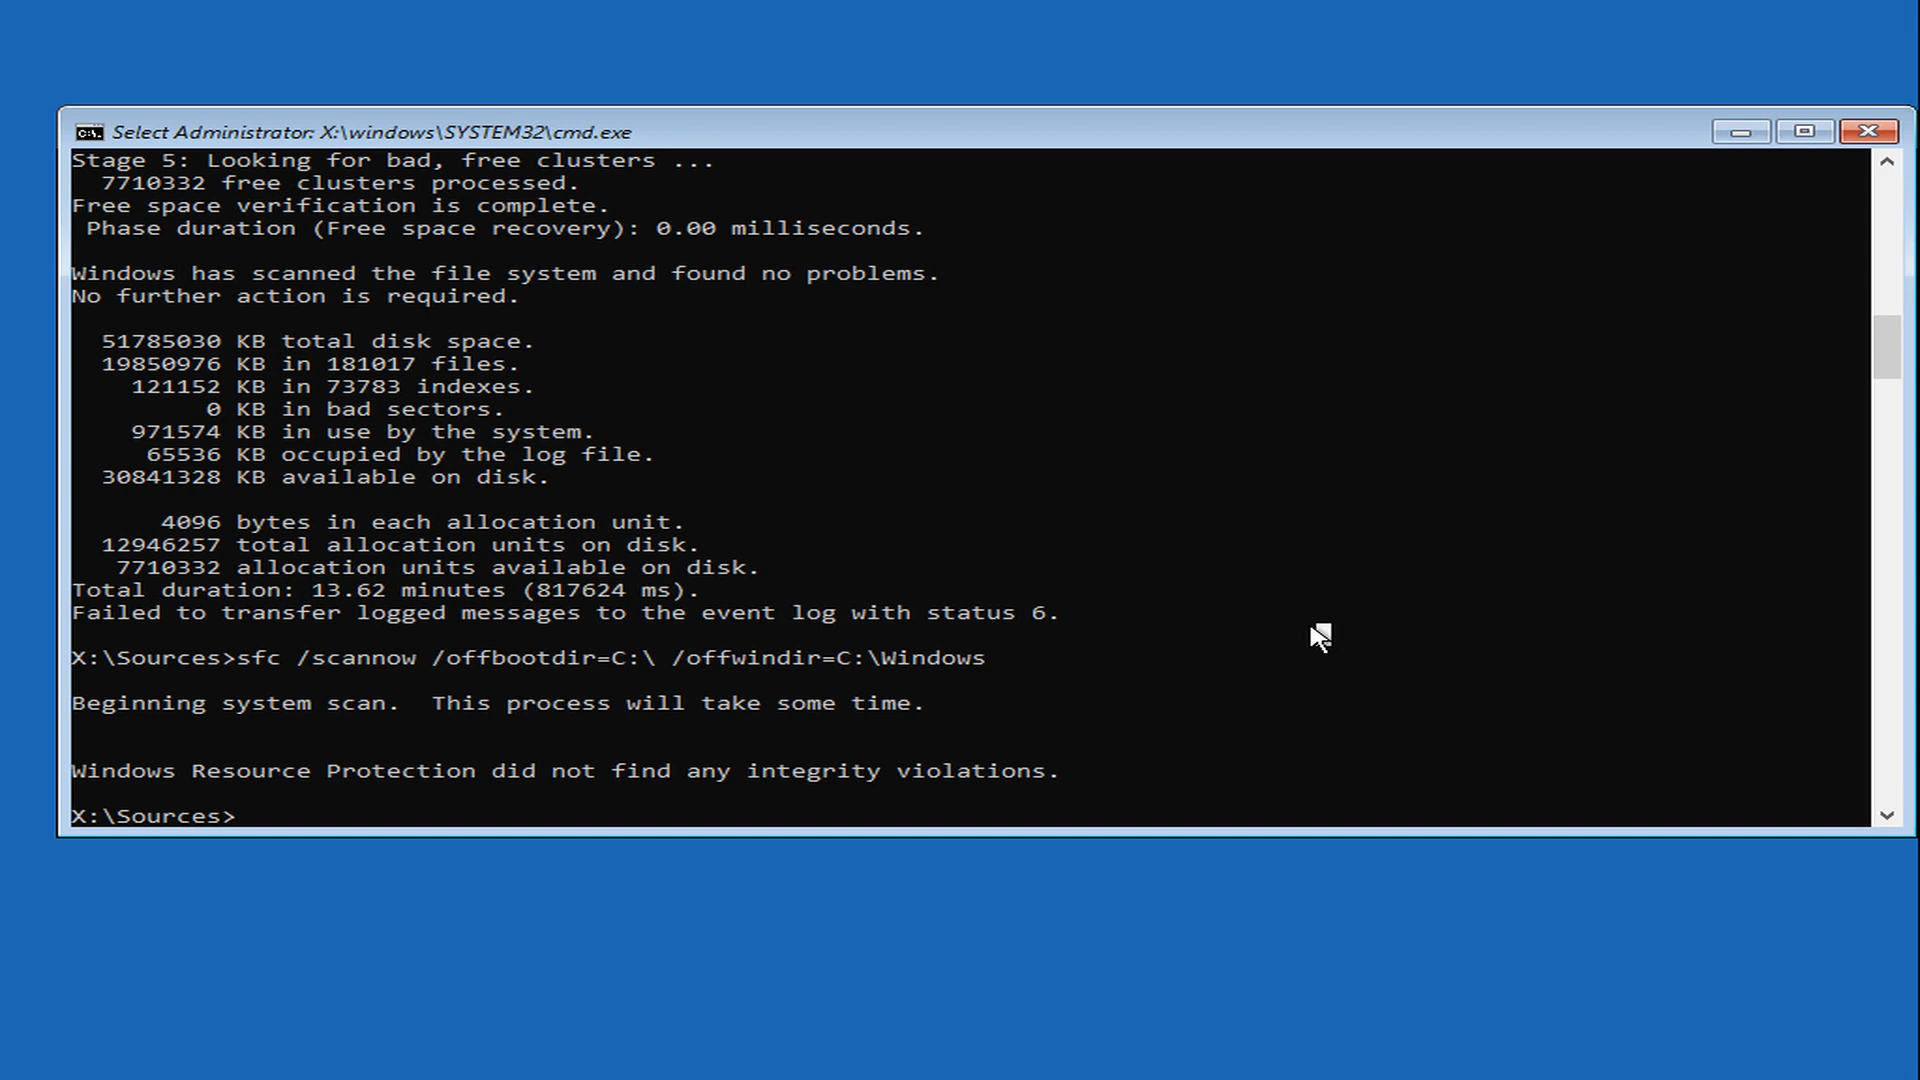 Select Administrator: X:\windows\SYSTEM32\cmd.exe
Stage 5: Looking for bad, free clusters ...
7710332 free clusters processed.
Free space verification is complete.
Phase duration (Free space recovery): 0.00 milliseconds.
Windows has scanned the file system and found no problems.
No further action is required.
51785030 KB total disk space.
19850976 KB in 181017 files.
121152 KB in 73783 indexes.
0 KB in bad sectors.
971574 KB in use by the system.
65536 KB occupied by the log file.
30841328 KB available on disk.
4096 bytes in each allocation unit.
12946257 total allocation units on disk.
7710332 allocation units available on disk.
Total duration: 13.62 minutes (817624 ms).
Failed to transfer logged messages to the event log with status 6.
X:\Sources>sfc /scannow /offbootdir=C:\ /offwindir=C:\Windows
Beginning system scan.  This process will take some time.
Windows Resource Protection did not find any integrity violations.
X:\Sources>